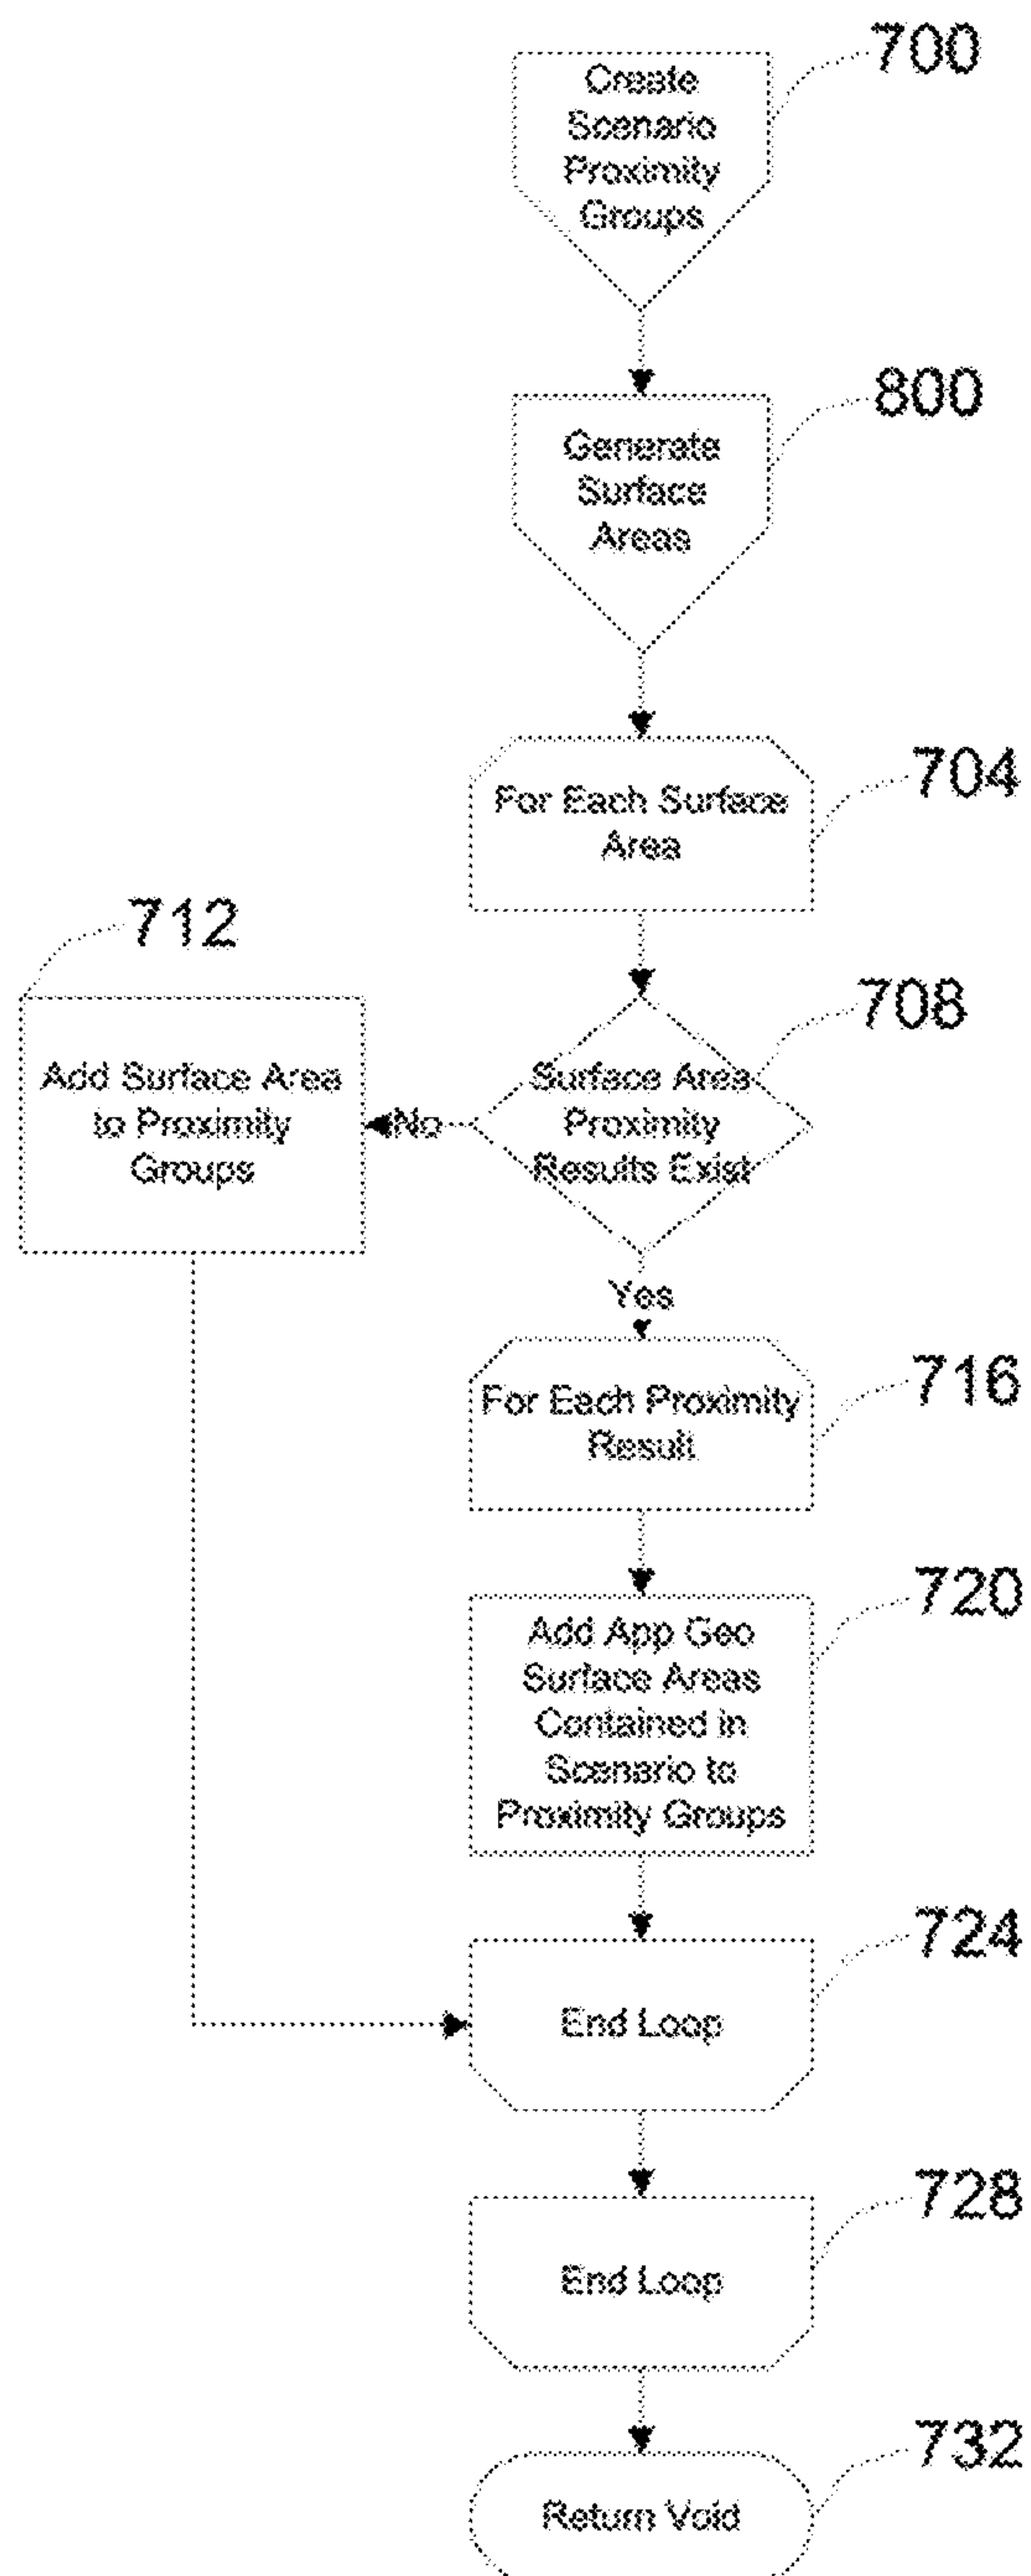 700
Create
Scenario
Proximity
Groups
800
Generate
Surface
Areas
704
For Each Surface
Area
712
708
Add Surface Area
to Proximity
Groups
No
Surface Area
Proximity
Results Exist
Yes
716
For Each Proximity
Result
720
Add App Geo
Surface Areas
Contained in
Scenario to
Proximity Groups
724
End Loop
728
End Loop
732
Return Void